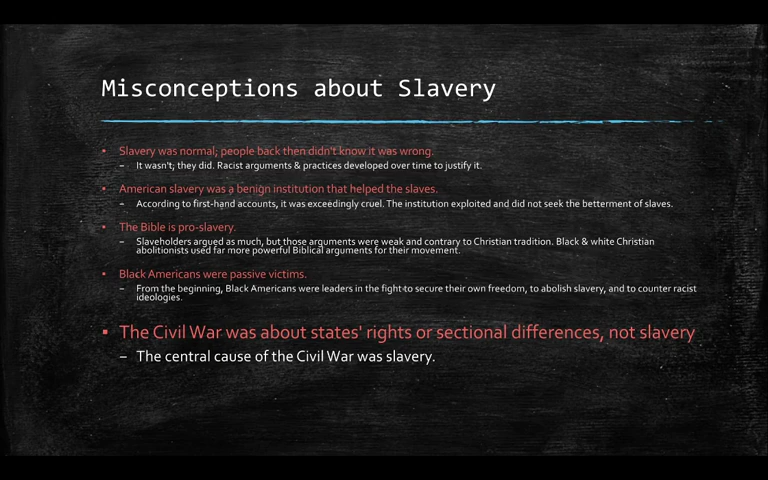 Misconceptions about Slavery
▪ Slavery was normal; people back then didn't know it was wrong.
– It wasn't; they did. Racist arguments & practices developed over time to justify it.
▪ American slavery was a benign institution that helped the slaves.
– According to first-hand accounts, it was exceedingly cruel. The institution exploited and did not seek the betterment of slaves.
▪ The Bible is pro-slavery.
– Slaveholders argued as much, but those arguments were weak and contrary to Christian tradition. Black & white Christian
abolitionists used far more powerful Biblical arguments for their movement.
▪ Black Americans were passive victims.
– From the beginning, Black Americans were leaders in the fight to secure their own freedom, to abolish slavery, and to counter racist
ideologies.
▪ The Civil War was about states' rights or sectional differences, not slavery
– The central cause of the Civil War was slavery.